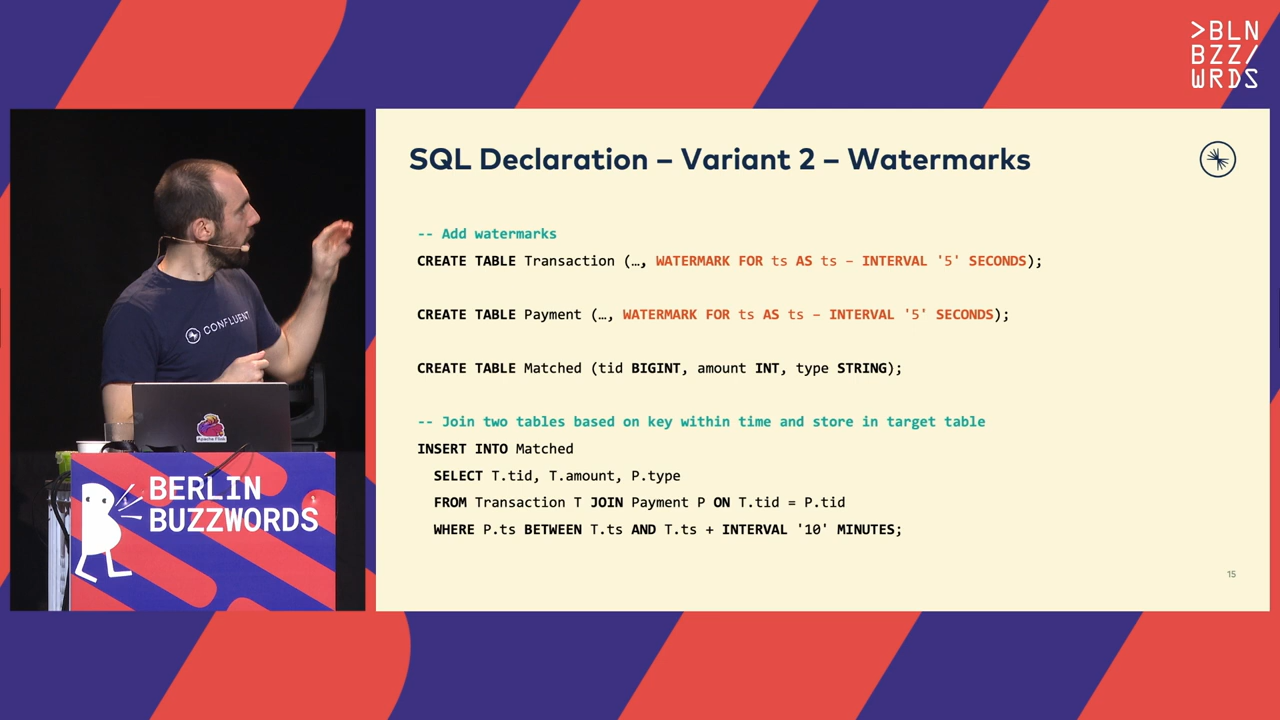 >BLN
BZZ/
WRDS
SQL Declaration – Variant 2 – Watermarks
-- Add watermarks
CREATE TABLE Transaction (…, WATERMARK FOR ts AS ts – INTERVAL '5' SECONDS);
CREATE TABLE Payment (…, WATERMARK FOR ts AS ts – INTERVAL '5' SECONDS);
CREATE TABLE Matched (tid BIGINT, amount INT, type STRING);
-- Join two tables based on key within time and store in target table
INSERT INTO Matched
SELECT T.tid, T.amount, P.type
FROM Transaction T JOIN Payment P ON T.tid = P.tid
WHERE P.ts BETWEEN T.ts AND T.ts + INTERVAL '10' MINUTES;
15
CONFLUENT
Apache Flink
BERLIN
BUZZWORDS